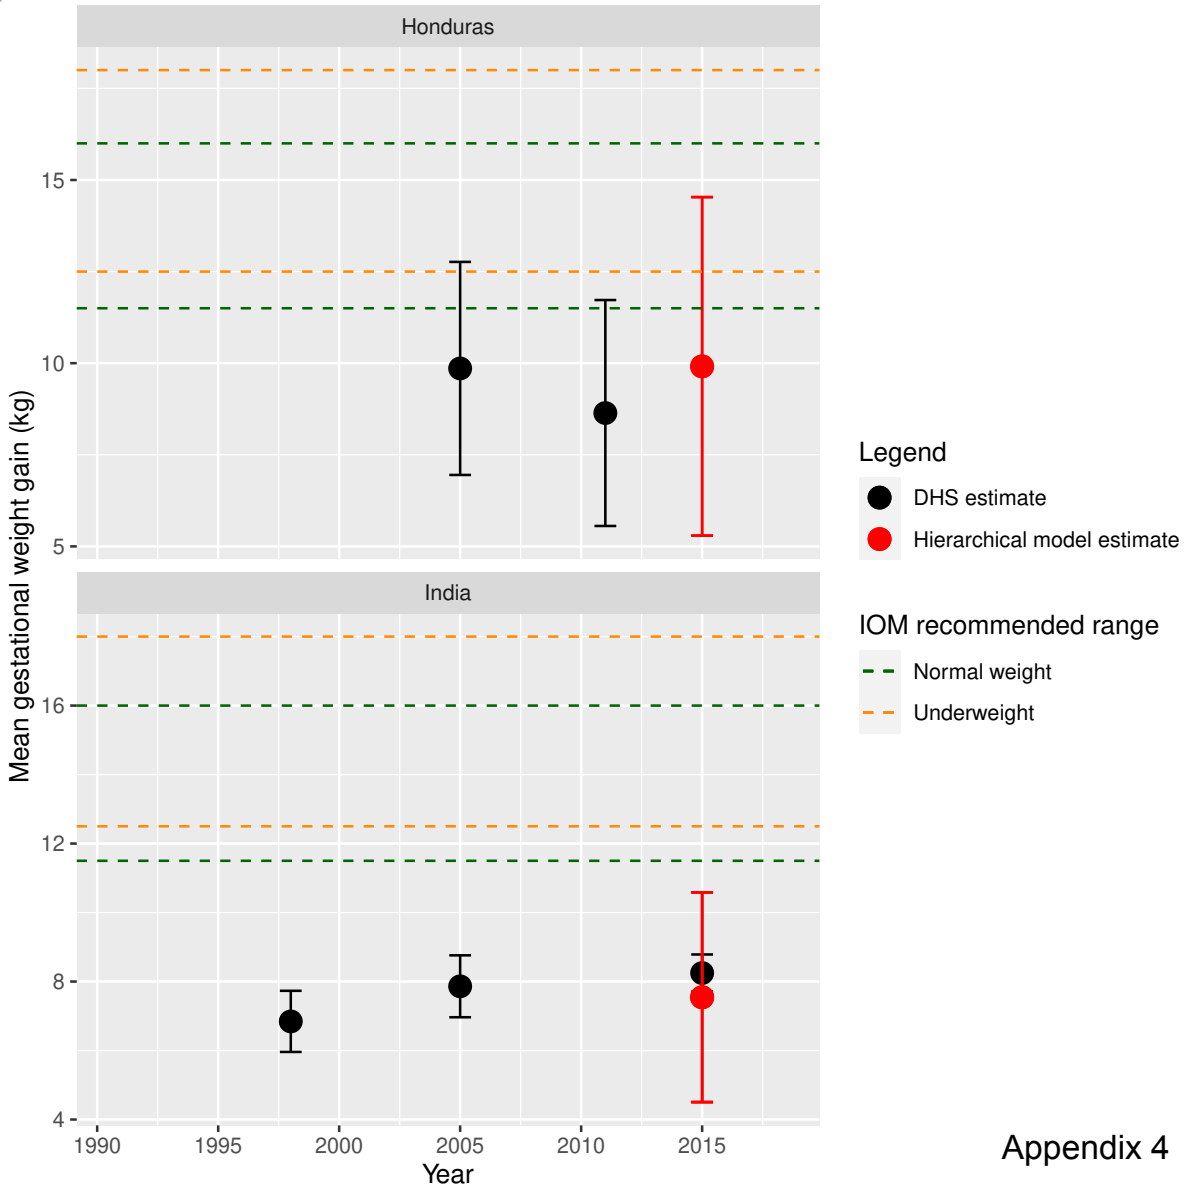 Honduras
15
10
5
India
16
12
8
4
1990 1995 2000 2005 2010 2015
Year
Mean gestational weight gain (kg)
Legend
DHS estimate
Hierarchical model estimate
IOM recommended range
Normal weight
Underweight
Appendix 4